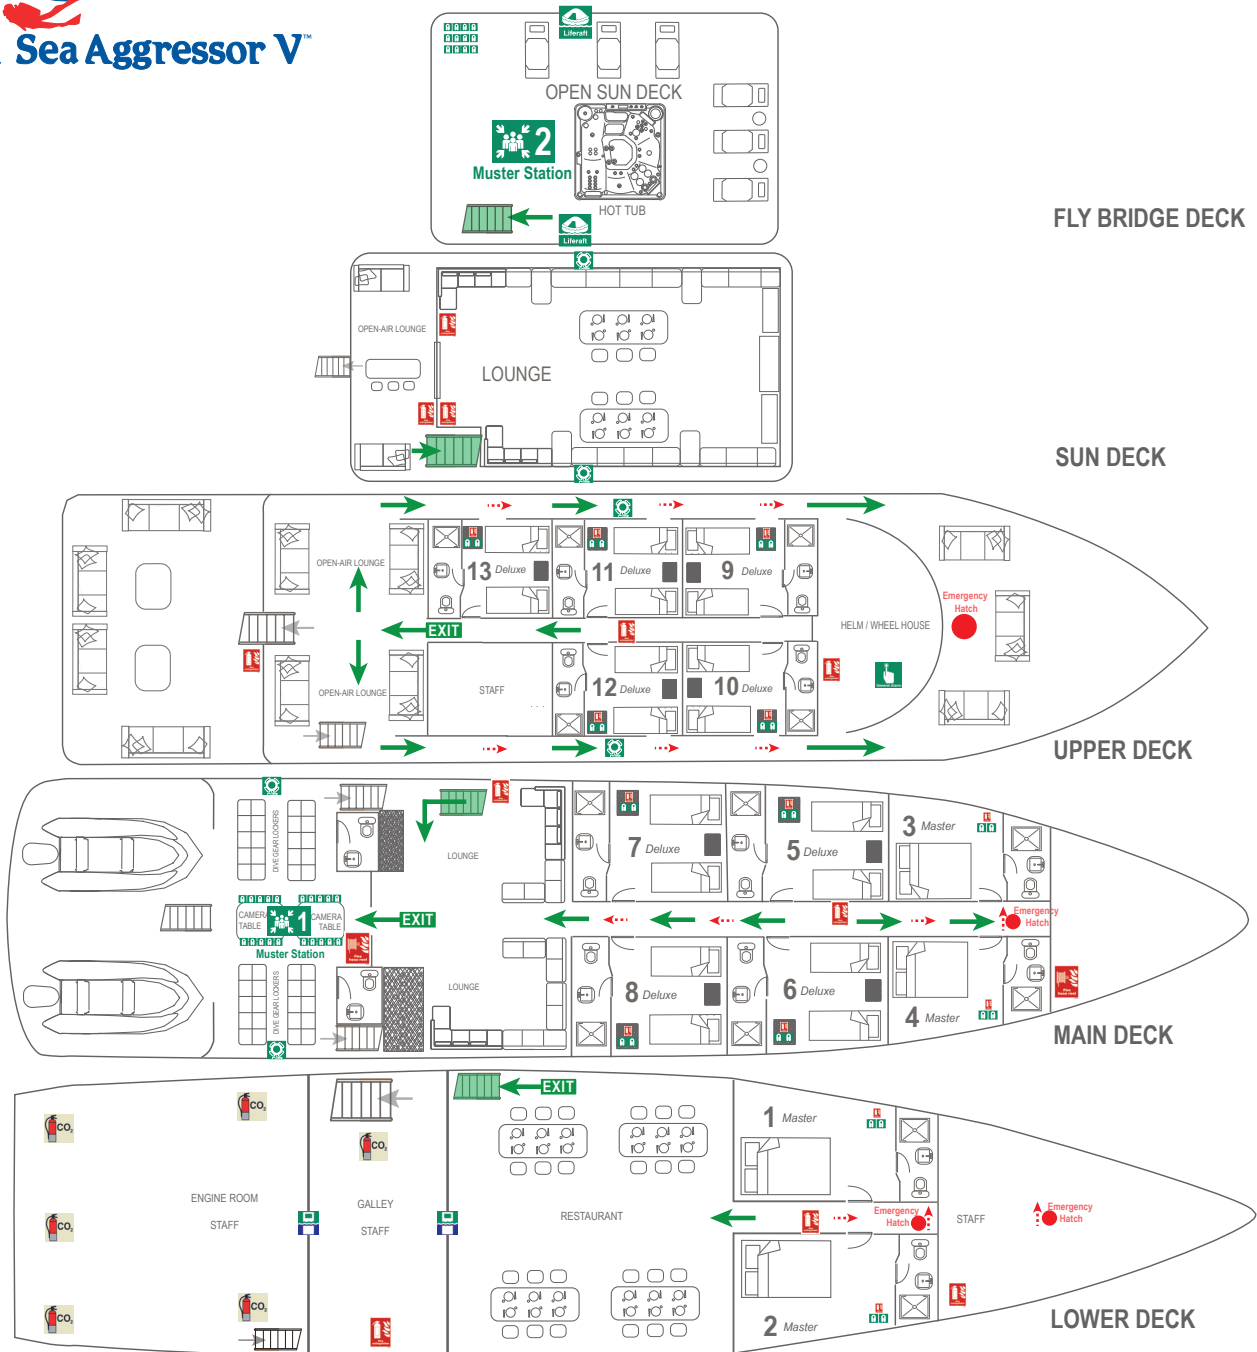 Sea Aggressor V™
Liferaft
OPEN SUN DECK
2
Muster Station
HOT TUB
Liferaft
FLY BRIDGE DECK
OPEN-AIR LOUNGE
LOUNGE
SUN DECK
OPEN-AIR LOUNGE
13 Deluxe
11 Deluxe
9 Deluxe
EXIT
HELM / WHEEL HOUSE
Emergency
Hatch
OPEN-AIR LOUNGE
STAFF
12 Deluxe
10 Deluxe
UPPER DECK
DIVE GEAR LOCKERS
LOUNGE
7 Deluxe
5 Deluxe
3 Master
CAMERA
TABLE
1
CAMERA
TABLE
Muster Station
EXIT
Emergency
Hatch
DIVE GEAR LOCKERS
LOUNGE
8 Deluxe
6 Deluxe
4 Master
MAIN DECK
EXIT
CO2
CO2
CO2
1 Master
ENGINE ROOM
STAFF
GALLEY
STAFF
RESTAURANT
Emergency
Hatch
STAFF
Emergency
Hatch
CO2
CO2
CO2
2 Master
LOWER DECK